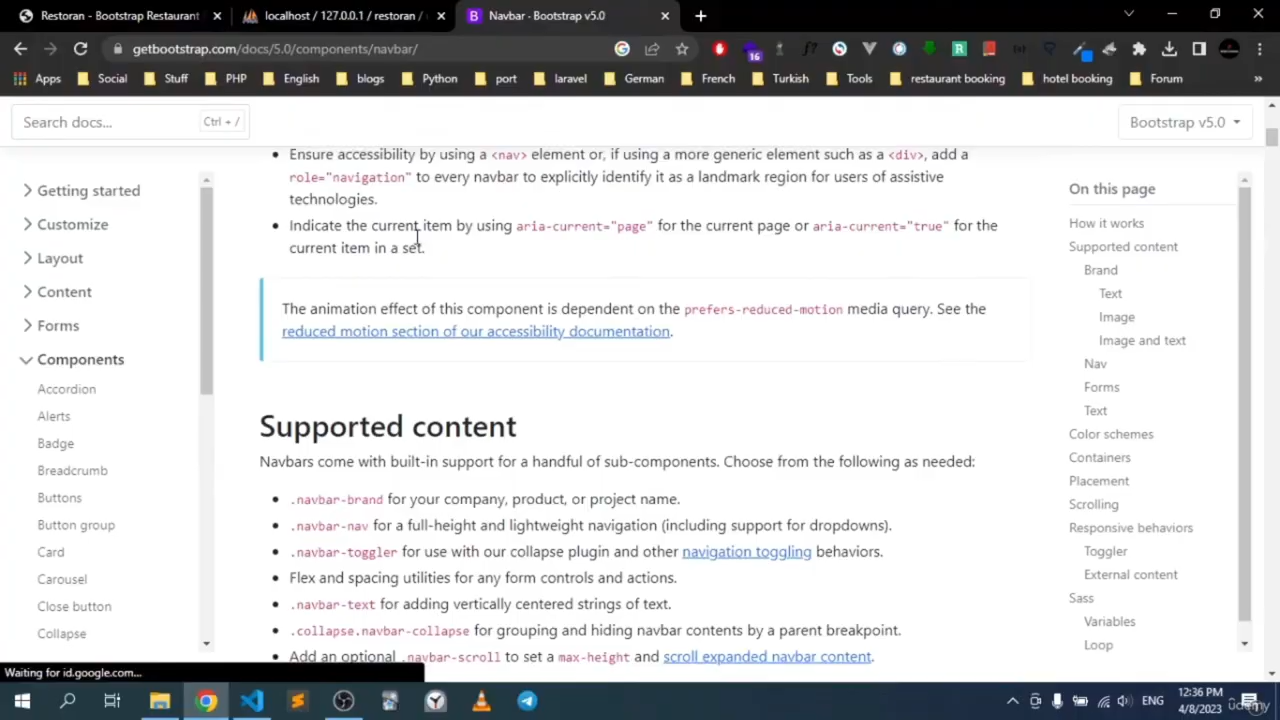 Restoran - Bootstrap Restaurant
localhost / 127.0.0.1 / restoran /
Navbar · Bootstrap v5.0
getbootstrap.com/docs/5.0/components/navbar/
16
f?
R
Apps
Social
Stuff
PHP
English
blogs
Python
port
laravel
German
French
Turkish
Tools
restaurant booking
hotel booking
Forum
»
Search docs...
Ctrl + /
Bootstrap v5.0
Getting started
Customize
Layout
Content
Forms
Components
Accordion
Alerts
Badge
Breadcrumb
Buttons
Button group
Card
Carousel
Close button
Collapse
Ensure accessibility by using a <nav> element or, if using a more generic element such as a <div>, add a
role="navigation" to every navbar to explicitly identify it as a landmark region for users of assistive
technologies.
Indicate the current item by using aria-current="page" for the current page or aria-current="true" for the
current item in a set.
The animation effect of this component is dependent on the prefers-reduced-motion media query. See the
reduced motion section of our accessibility documentation.
Supported content
Navbars come with built-in support for a handful of sub-components. Choose from the following as needed:
.navbar-brand for your company, product, or project name.
.navbar-nav for a full-height and lightweight navigation (including support for dropdowns).
.navbar-toggler for use with our collapse plugin and other navigation toggling behaviors.
Flex and spacing utilities for any form controls and actions.
.navbar-text for adding vertically centered strings of text.
.collapse.navbar-collapse for grouping and hiding navbar contents by a parent breakpoint.
Add an optional .navbar-scroll to set a max-height and scroll expanded navbar content.
On this page
How it works
Supported content
Brand
Text
Image
Image and text
Nav
Forms
Text
Color schemes
Containers
Placement
Scrolling
Responsive behaviors
Toggler
External content
Sass
Variables
Loop
Waiting for id.google.com...
ENG
12:36 PM
4/8/2023
udemy